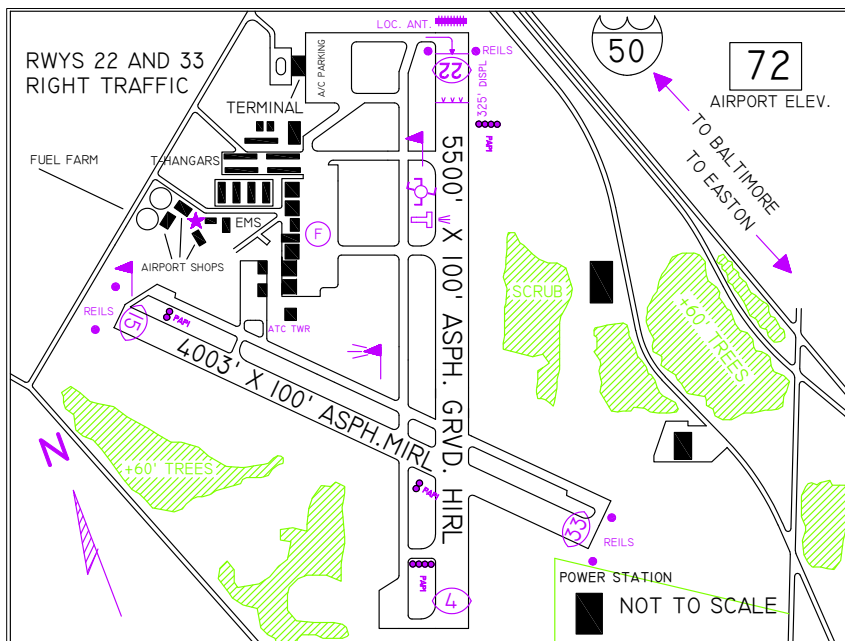 LOC. ANT.
RWYS 22 AND 33
RIGHT TRAFFIC
REILS
22
325' DISPL
50
72
AIRPORT ELEV.
A/C PARKING
TERMINAL
PAPI
TO BALTIMORE
TO EASTON
T-HANGARS
FUEL FARM
EMS
F
AIRPORT SHOPS
5500' X 100' ASPH. GRVD. HIRL
SCRUB
+60' TREES
REILS
15
PAPI
ATC TWR
4003' X 100' ASPH.MIRL
N
+60' TREES
PAPI
33
REILS
PAPI
4
POWER STATION
NOT TO SCALE